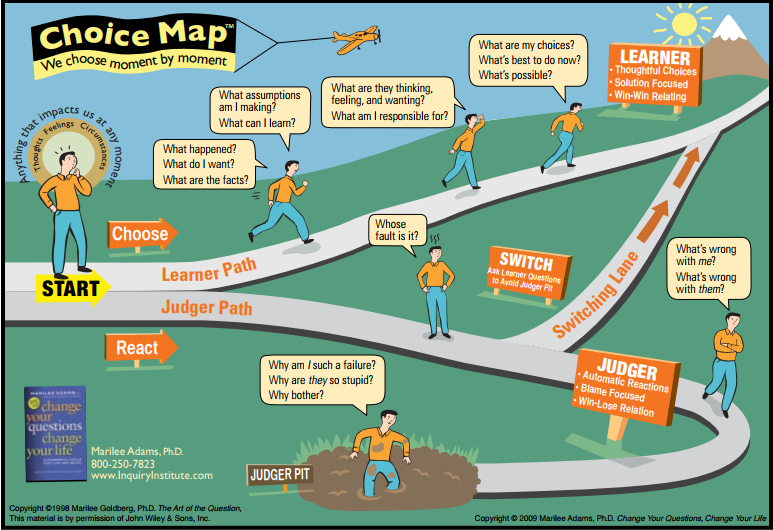 Choice Map™
We choose moment by moment
Anything that impacts us at any moment
Thoughts Feelings Circumstances
START
Choose
React
Learner Path
Judger Path
What happened?
What do I want?
What are the facts?
What assumptions
am I making?
What can I learn?
What are they thinking,
feeling, and wanting?
What am I responsible for?
What are my choices?
What's best to do now?
What's possible?
LEARNER
• Thoughtful Choices
• Solution Focused
• Win-Win Relating
Whose
fault is it?
SWITCH
Ask Learner Questions
to Avoid Judger Pit
Switching Lane
What's wrong
with me?
What's wrong
with them?
JUDGER
• Automatic Reactions
• Blame Focused
• Win-Lose Relation
Why am I such a failure?
Why are they so stupid?
Why bother?
JUDGER PIT
MARILEE ADAMS
change
your
questions
change
your life
Marilee Adams, Ph.D.
800-250-7823
www.InquiryInstitute.com
Copyright ©1998 Marilee Goldberg, Ph.D. The Art of the Question,
This material is by permission of John Wiley & Sons, Inc.
Copyright © 2009 Marilee Adams, Ph.D. Change Your Questions, Change Your Life